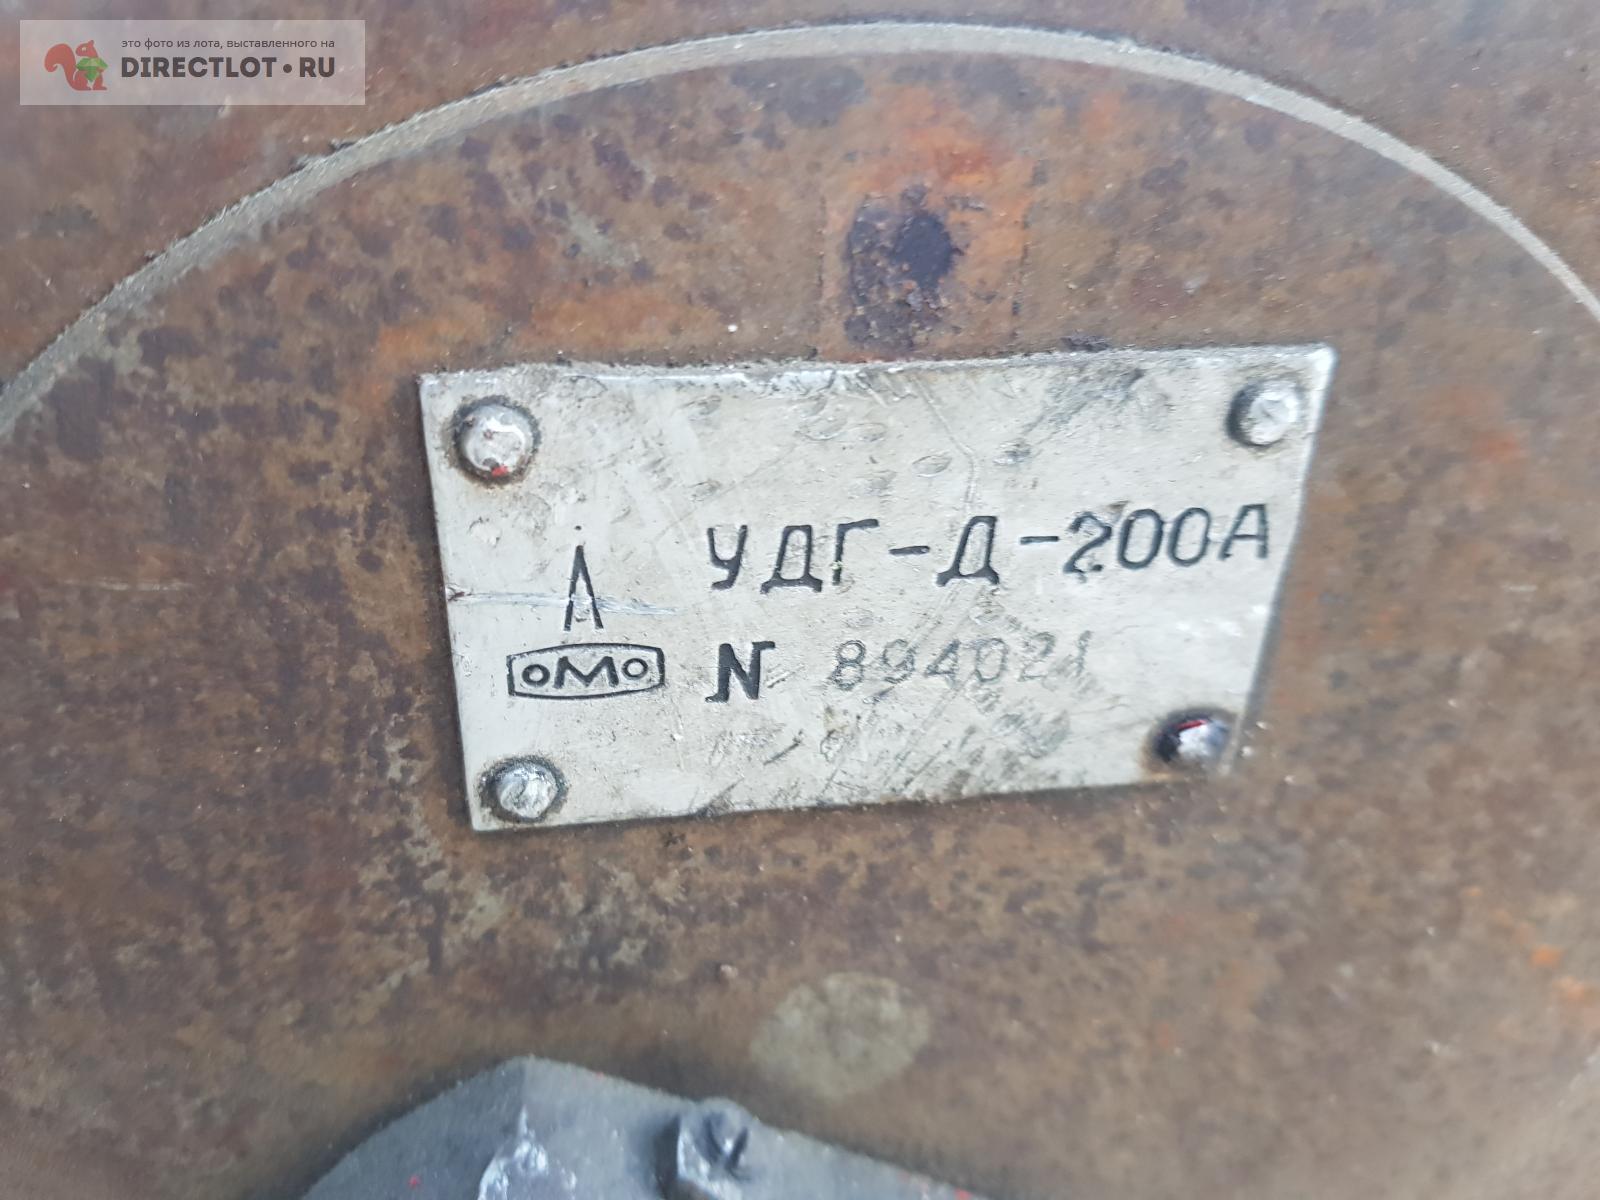 это фото из лота, выставленного на
DIRECTLOT•RU
УДГ-Д-200А
ОМО N 894021